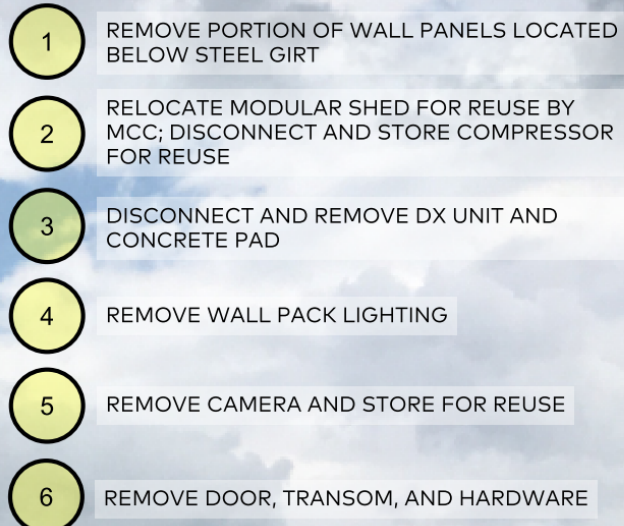 1
REMOVE PORTION OF WALL PANELS LOCATED
BELOW STEEL GIRT
2
RELOCATE MODULAR SHED FOR REUSE BY
MCC; DISCONNECT AND STORE COMPRESSOR
FOR REUSE
3
DISCONNECT AND REMOVE DX UNIT AND
CONCRETE PAD
4
REMOVE WALL PACK LIGHTING
5
REMOVE CAMERA AND STORE FOR REUSE
6
REMOVE DOOR, TRANSOM, AND HARDWARE